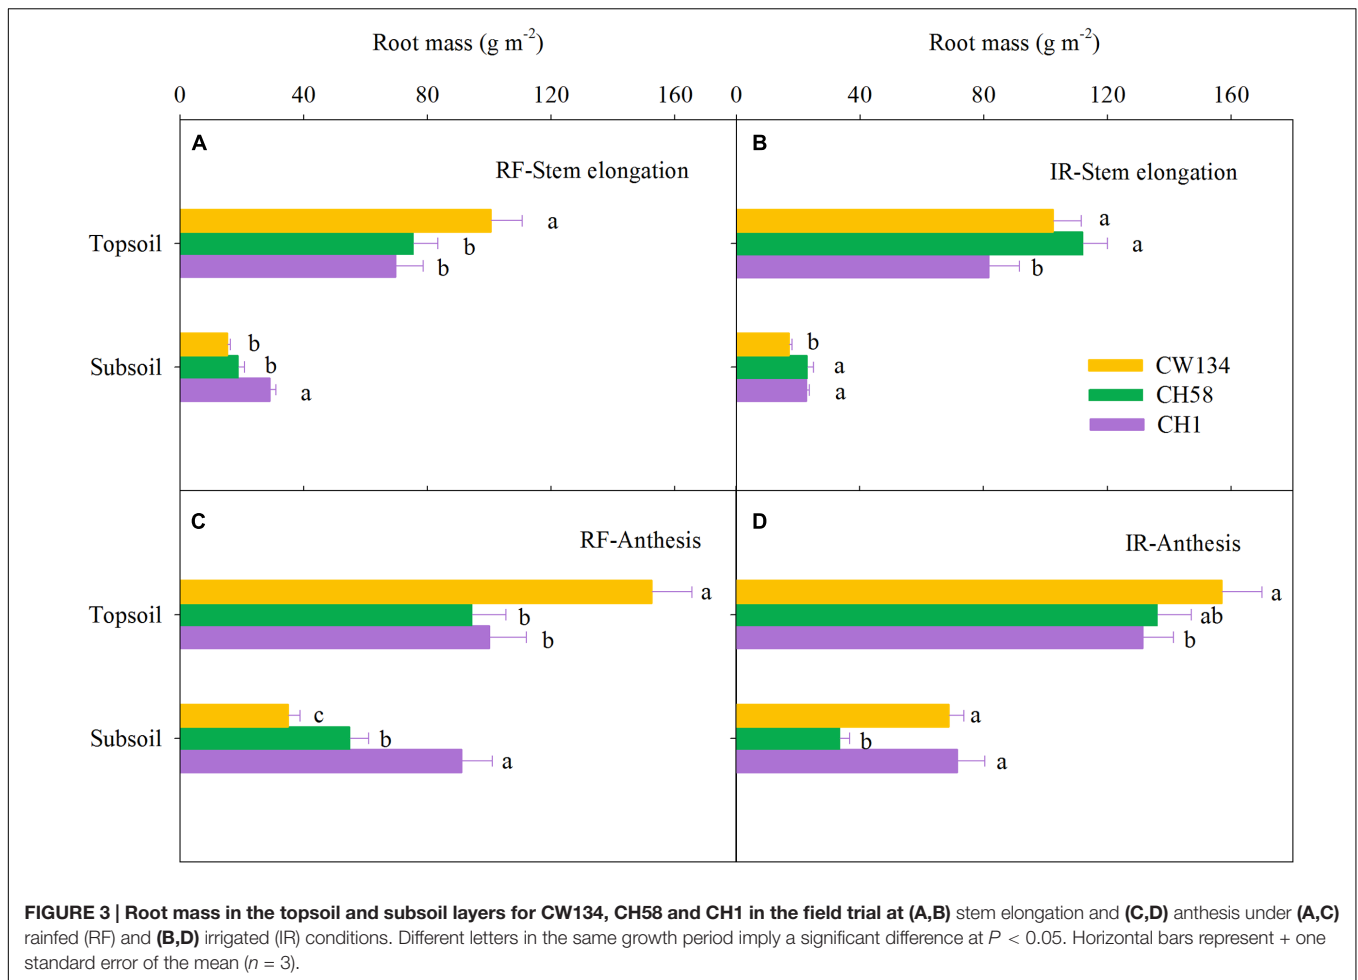 Root mass (g m-2)
Root mass (g m-2)
0 40 80 120 160
0 40 80 120 160
A
RF-Stem elongation
Topsoil
a
b
b
Subsoil
b
b
a
B
IR-Stem elongation
a
a
b
b
a
a
CW134
CH58
CH1
C
RF-Anthesis
Topsoil
a
b
b
Subsoil
c
b
a
D
IR-Anthesis
a
ab
b
a
b
a
FIGURE 3 | Root mass in the topsoil and subsoil layers for CW134, CH58 and CH1 in the field trial at (A,B) stem elongation and (C,D) anthesis under (A,C)
rainfed (RF) and (B,D) irrigated (IR) conditions. Different letters in the same growth period imply a significant difference at P < 0.05. Horizontal bars represent + one
standard error of the mean (n = 3).